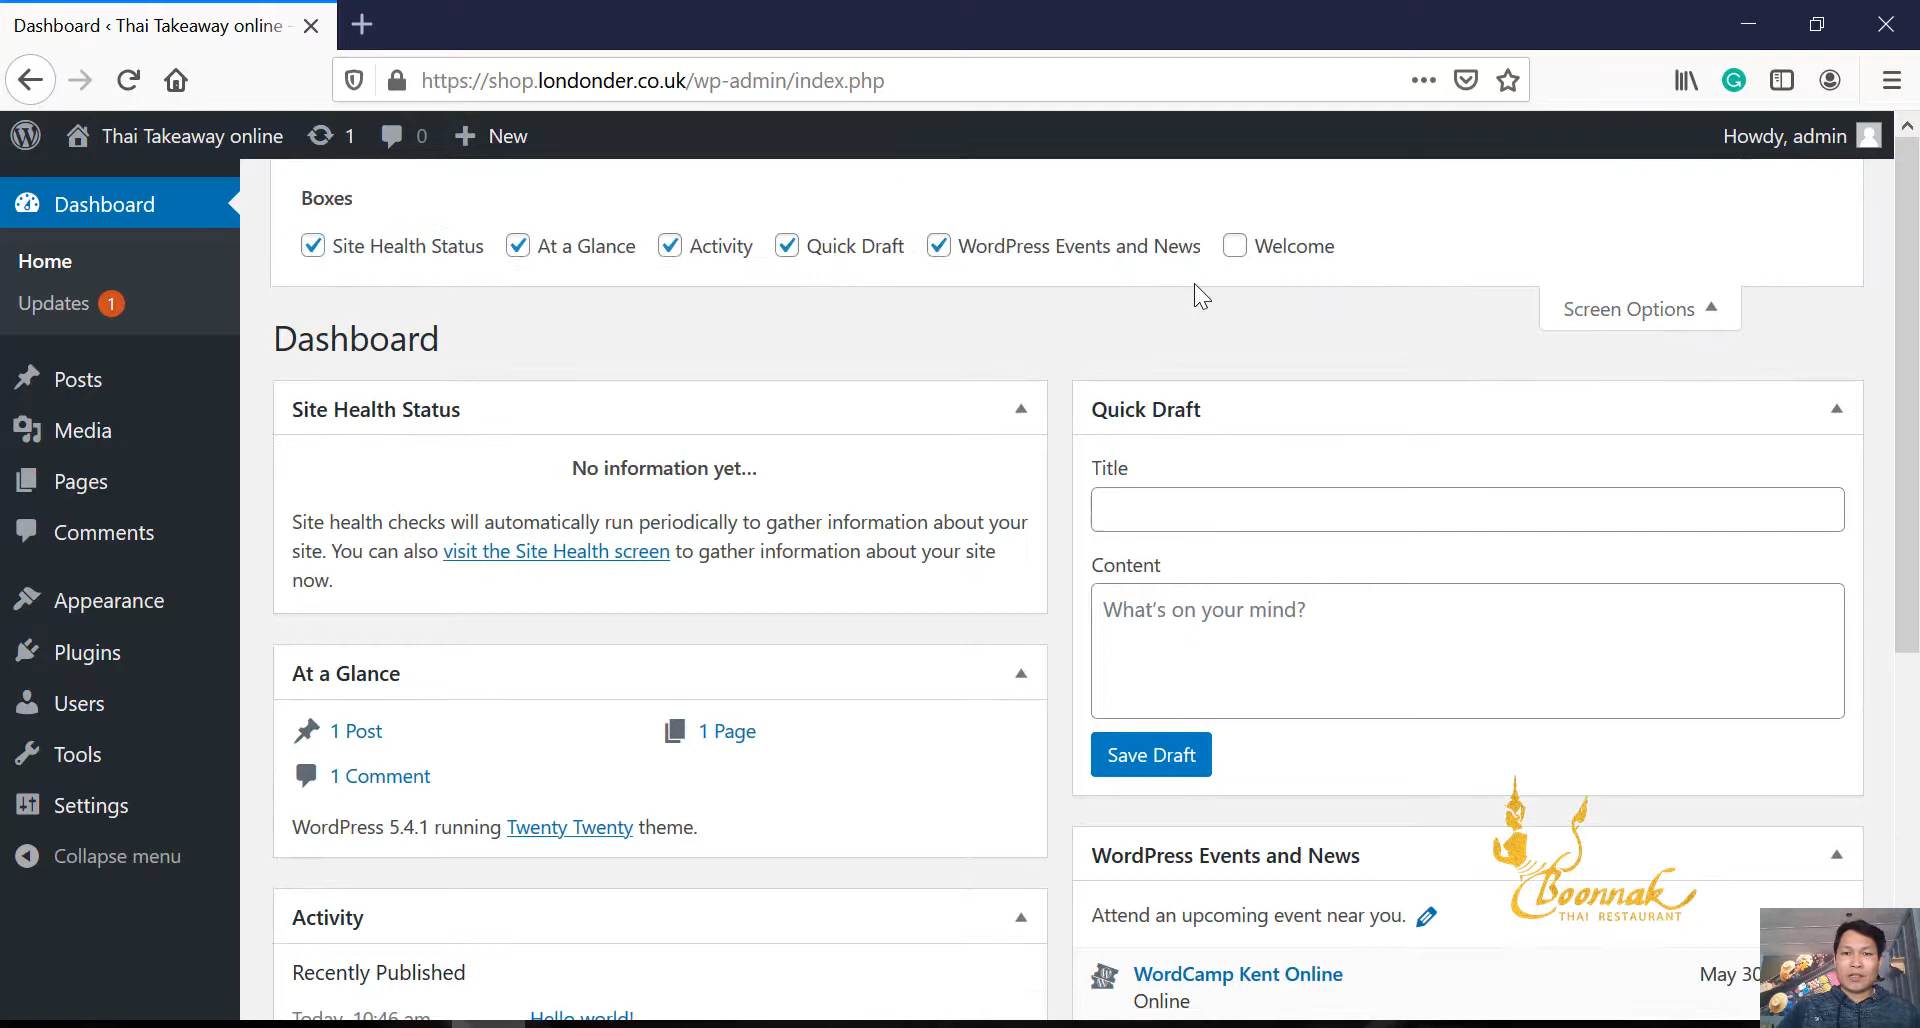 Dashboard ‹ Thai Takeaway online -
https://shop.londonder.co.uk/wp-admin/index.php
Thai Takeaway online 1 0 New
Howdy, admin
Dashboard
Home
Updates 1
Posts
Media
Pages
Comments
Appearance
Plugins
Users
Tools
Settings
Collapse menu
Boxes
Site Health Status At a Glance Activity Quick Draft WordPress Events and News Welcome
Screen Options
Dashboard
Site Health Status
No information yet...
Site health checks will automatically run periodically to gather information about your
site. You can also visit the Site Health screen to gather information about your site
now.
At a Glance
1 Post
1 Page
1 Comment
WordPress 5.4.1 running Twenty Twenty theme.
Activity
Recently Published
Today, 10:46 am Hello world!
Quick Draft
Title
Content
What's on your mind?
Save Draft
WordPress Events and News
Attend an upcoming event near you.
WordCamp Kent Online
May 30
Online
Boonnak
THAI RESTAURANT